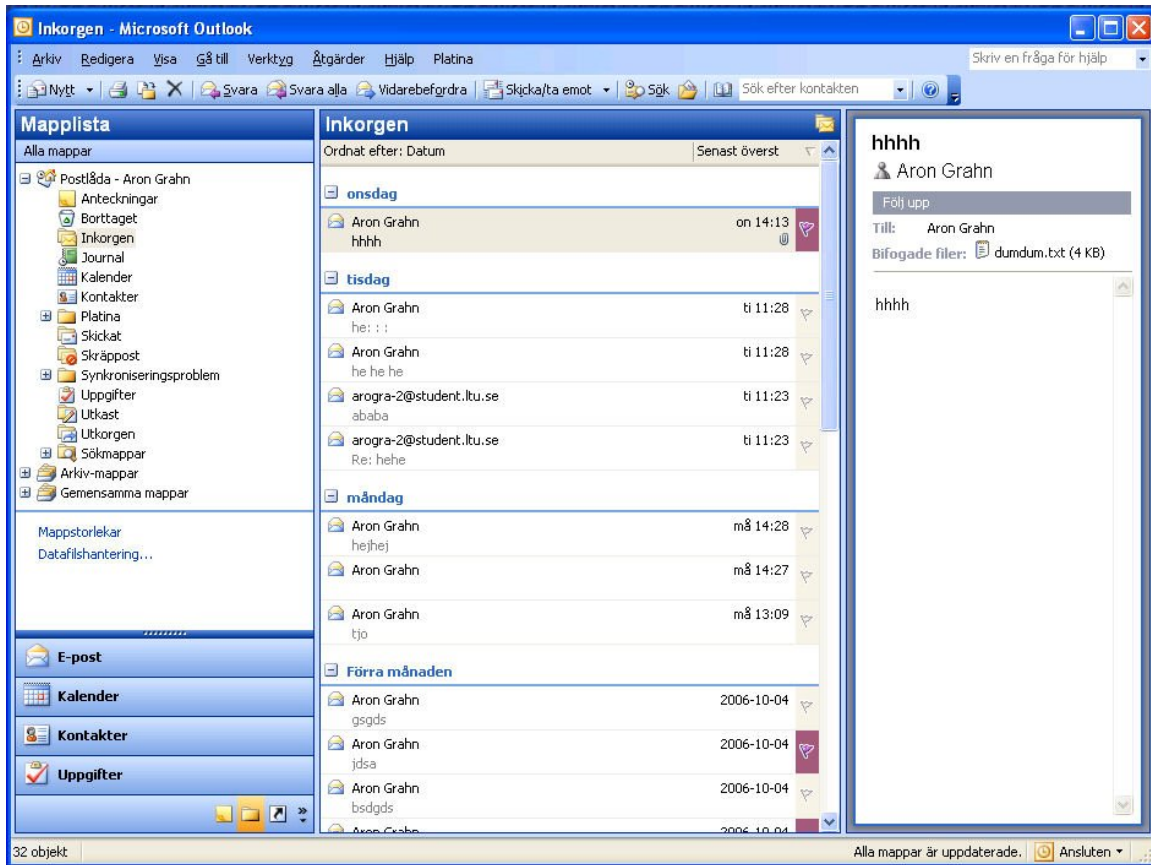 Inkorgen - Microsoft Outlook
Arkiv Redigera Visa Gå till Verktyg Åtgärder Hjälp Platina Skriv en fråga för hjälp
Nytt Svara Svara alla Vidarebefordra Skicka/ta emot Sök Sök efter kontakten
Mapplista
Alla mappar
Postlåda - Aron Grahn
Anteckningar
Borttaget
Inkorgen
Journal
Kalender
Kontakter
Platina
Skickat
Skräppost
Synkroniseringsproblem
Uppgifter
Utkast
Utkorgen
Sökmappar
Arkiv-mappar
Gemensamma mappar
Mappstorlekar
Datafilshantering...
E-post
Kalender
Kontakter
Uppgifter
Inkorgen
Ordnat efter: Datum Senast överst
onsdag
Aron Grahn on 14:13
hhhh
tisdag
Aron Grahn ti 11:28
he: : :
Aron Grahn ti 11:28
he he he
arogra-2@student.ltu.se ti 11:23
ababa
arogra-2@student.ltu.se ti 11:23
Re: hehe
måndag
Aron Grahn må 14:28
hejhej
Aron Grahn må 14:27
Aron Grahn må 13:09
tjo
Förra månaden
Aron Grahn 2006-10-04
gsgds
Aron Grahn 2006-10-04
jdsa
Aron Grahn 2006-10-04
bsdgds
Aron Grahn 2006-10-04
hhhh
Aron Grahn
Följ upp
Till: Aron Grahn
Bifogade filer: dumdum.txt (4 KB)
hhhh
32 objekt Alla mappar är uppdaterade. Ansluten